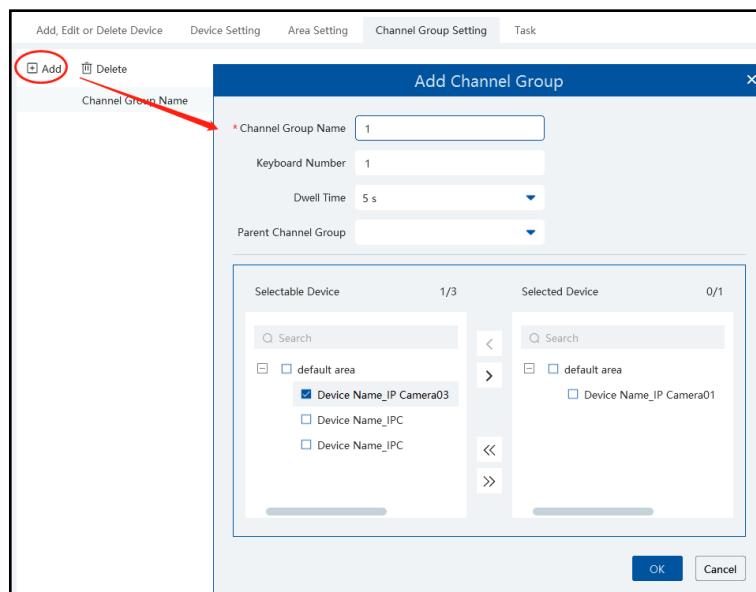 Add, Edit or Delete Device Device Setting Area Setting Channel Group Setting Task
Add Delete
Channel Group Name
Add Channel Group
* Channel Group Name 1
Keyboard Number 1
Dwell Time 5 s
Parent Channel Group
Selectable Device 1/3 Selected Device 0/1
Search Search
default area default area
Device Name_IP Camera03 Device Name_IP Camera01
Device Name_IPC
Device Name_IPC
OK Cancel